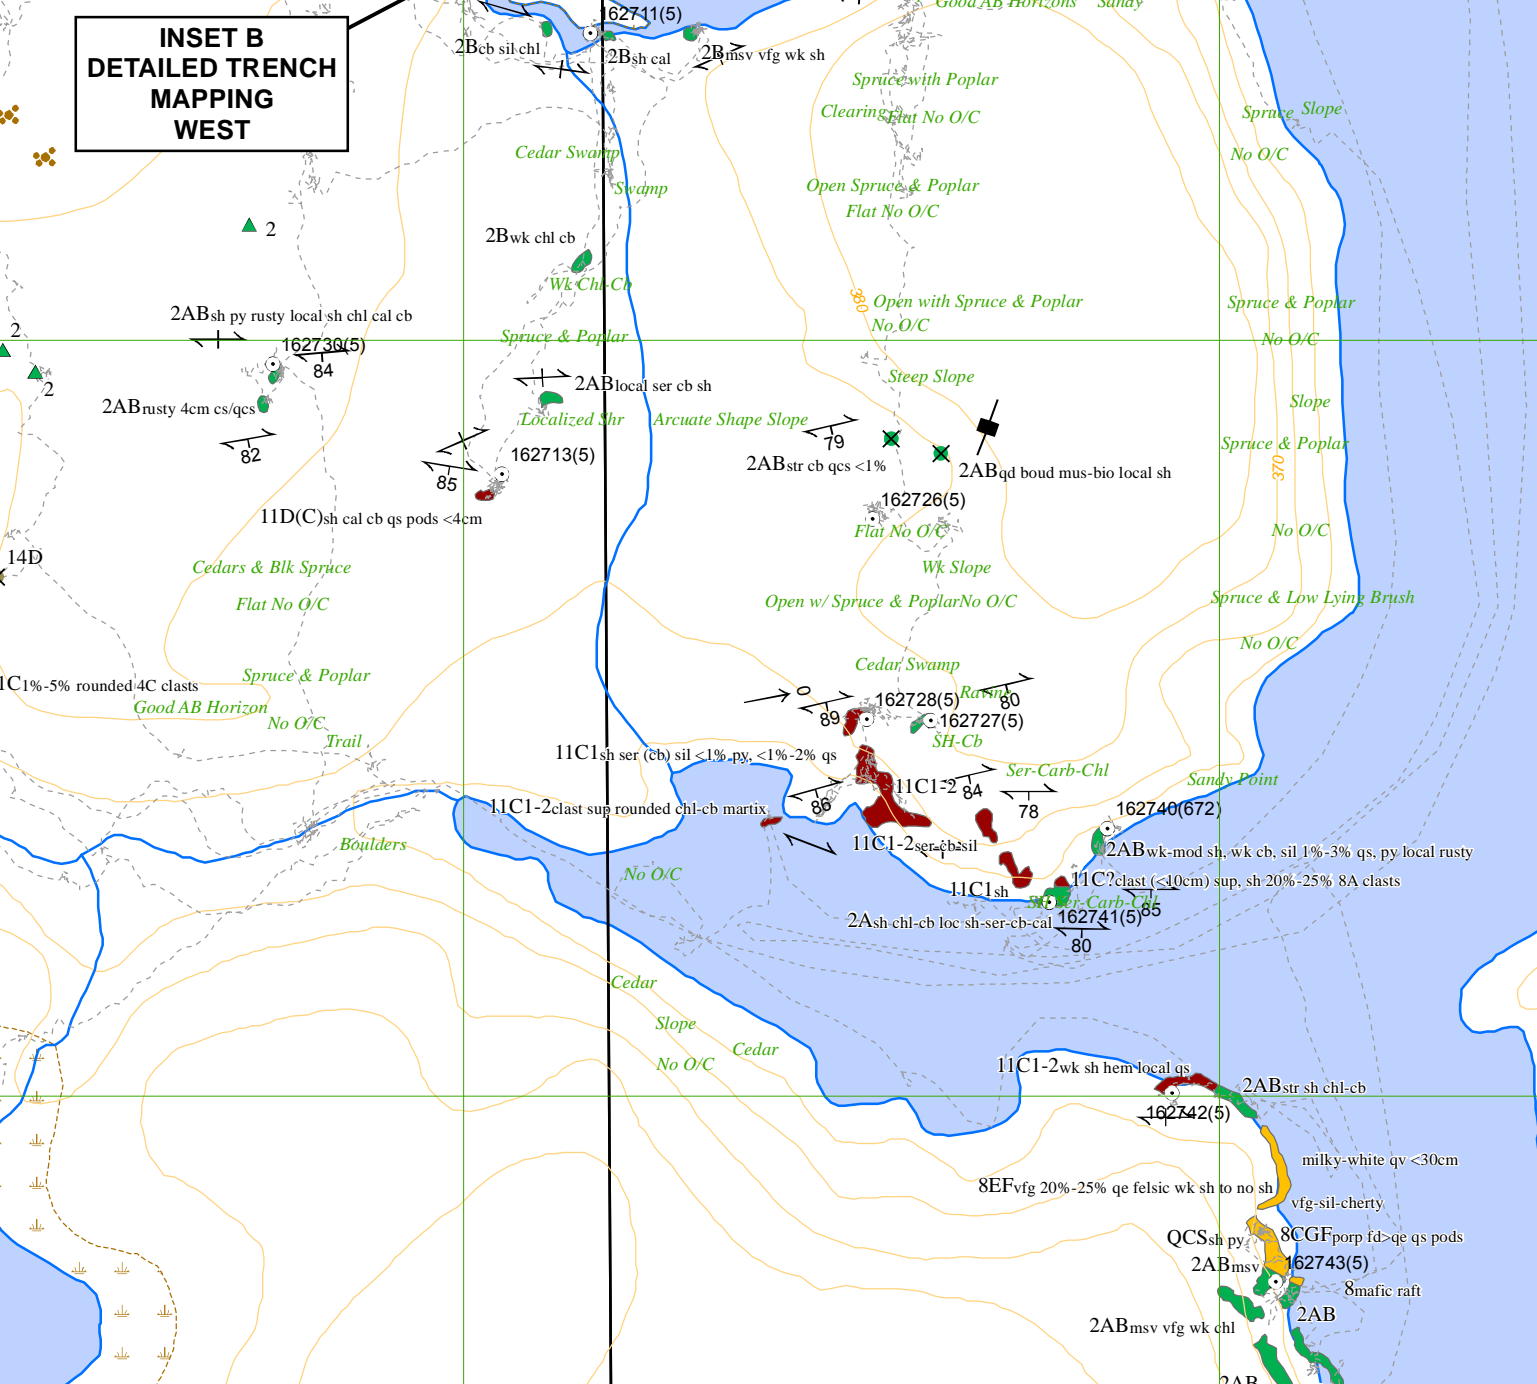 Good AB Horizons
Sandy
162711(5)
INSET B
DETAILED TRENCH
MAPPING
WEST
2Bcb sil chl
2Bsh cal
2Bmsv vfg wk sh
Spruce with Poplar
Clearing
Flat No O/C
Spruce Slope
No O/C
Cedar Swamp
Swamp
Open Spruce & Poplar
Flat No O/C
2
2Bwk chl cb
Wk Chl-Cb
380
Open with Spruce & Poplar
No O/C
Spruce & Poplar
No O/C
2ABsh py rusty local sh chl cal cb
2
162730(5)
84
Spruce & Poplar
2
2ABlocal ser cb sh
Steep Slope
Slope
2ABrusty 4cm cs/qcs
Localized Shr
Arcuate Shape Slope
79
Spruce & Poplar
82
162713(5)
85
2ABstr cb qcs <1%
2ABqd boud mus-bio local sh
370
162726(5)
11D(C)sh cal cb qs pods <4cm
Flat No O/C
No O/C
14D
Cedars & Blk Spruce
Wk Slope
Flat No O/C
Open w/ Spruce & Poplar
No O/C
Spruce & Low Lying Brush
No O/C
Cedar Swamp
Spruce & Poplar
1C1%-5% rounded 4C clasts
0
Ravine
80
162728(5)
89
Good AB Horizon
No O/C
162727(5)
Trail
SH-Cb
11C1sh ser (cb) sil <1% py, <1%-2% qs
Ser-Carb-Chl
Sandy Point
11C1-2
84
78
86
11C1-2clast sup rounded chl-cb martix
162740(672)
Boulders
11C1-2ser-cb-sil
2ABwk-mod sh, wk cb, sil 1%-3% qs, py local rusty
No O/C
11C1sh
11C?clast (<10cm) sup, sh 20%-25% 8A clasts
SH-Ser-Carb-Chl
85
2Ash chl-cb loc sh-ser-cb-cal
162741(5)
80
Cedar
Slope
Cedar
No O/C
11C1-2wk sh hem local qs
2ABstr sh chl-cb
162742(5)
milky-white qv <30cm
8EFvfg 20%-25% qe felsic wk sh to no sh
vfg-sil-cherty
QCSsh py
8CGFporp fd>qe qs pods
2ABmsv
162743(5)
8mafic raft
2AB
2ABmsv vfg wk chl
2AB